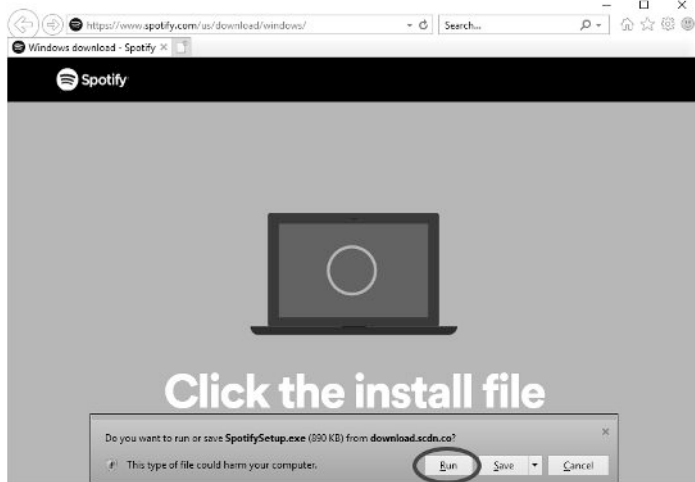 https://www.spotify.com/us/download/windows/
Search...
Windows download - Spotify
Spotify
Click the install file
Do you want to run or save SpotifySetup.exe (890 KB) from download.scdn.co?
This type of file could harm your computer.
Run Save Cancel